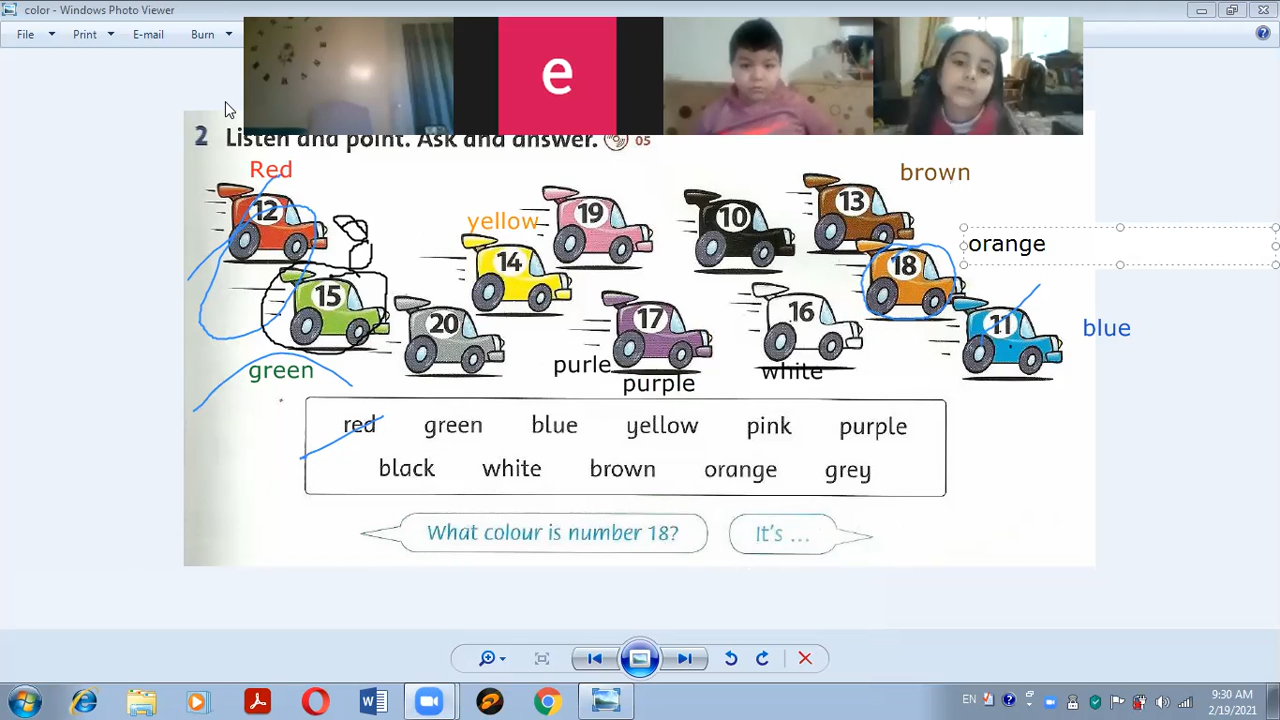 color - Windows Photo Viewer
File Print E-mail Burn
e
2 Listen and point. Ask and answer. 05
Red
brown
12
yellow
19
10
13
orange
14
18
15
20
17
16
11
blue
green
purle
purple
white
red green blue yellow pink purple
black white brown orange grey
What colour is number 18? It's ...
EN
9:30 AM
2/19/2021